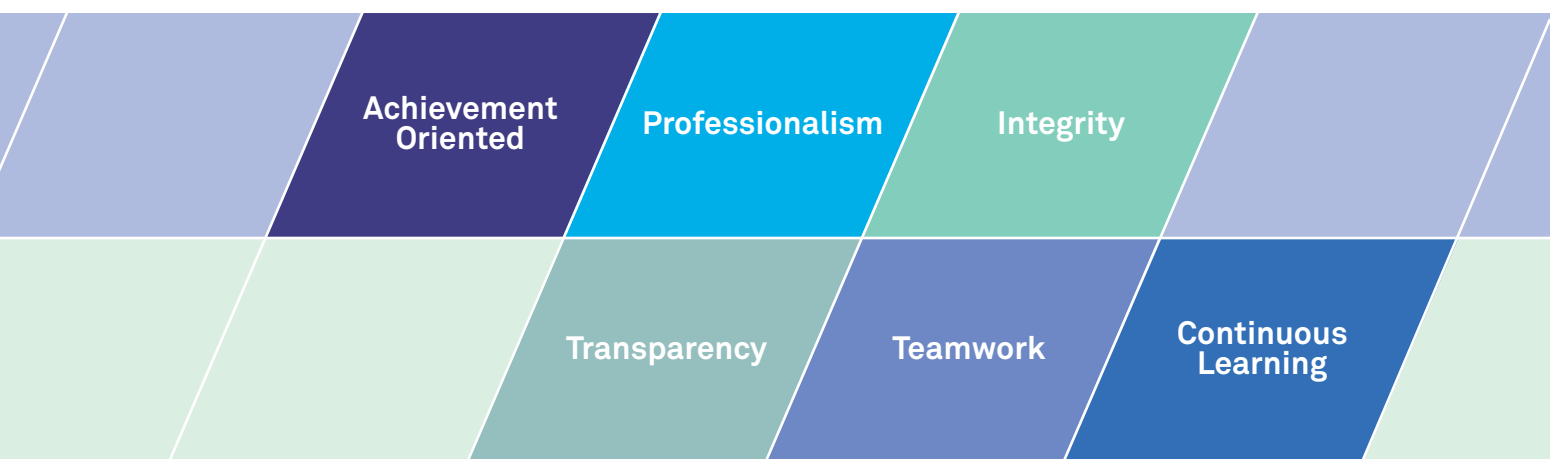 Achievement
Oriented
Professionalism
Integrity
Transparency
Teamwork
Continuous
Learning